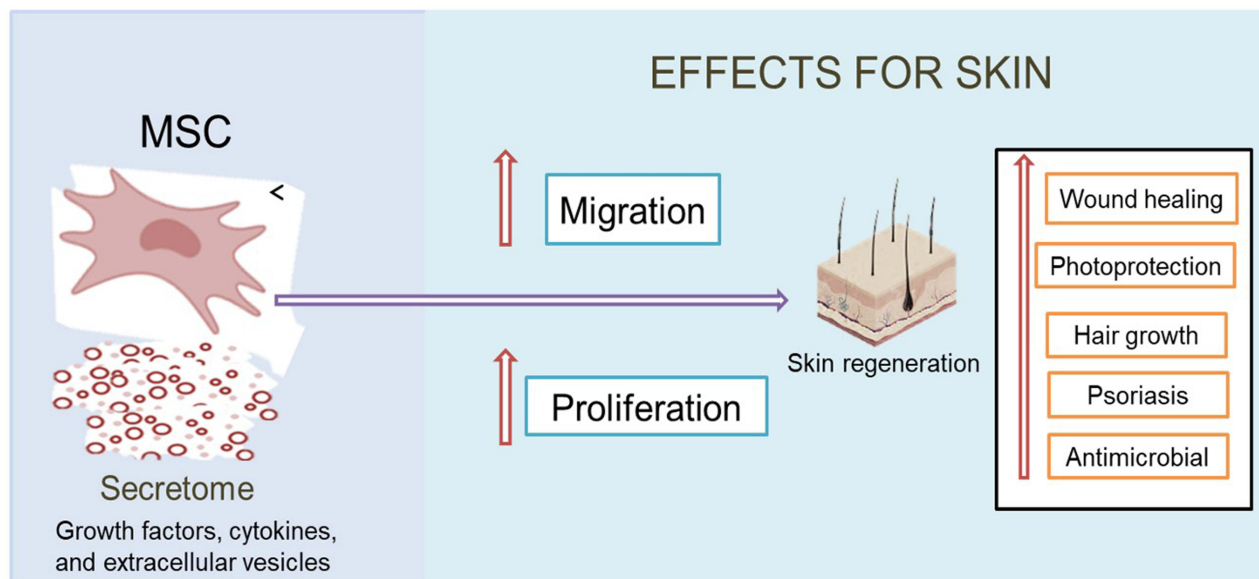 EFFECTS FOR SKIN
MSC
<
Secretome
Growth factors, cytokines,
and extracellular vesicles
Migration
Proliferation
Skin regeneration
Wound healing
Photoprotection
Hair growth
Psoriasis
Antimicrobial